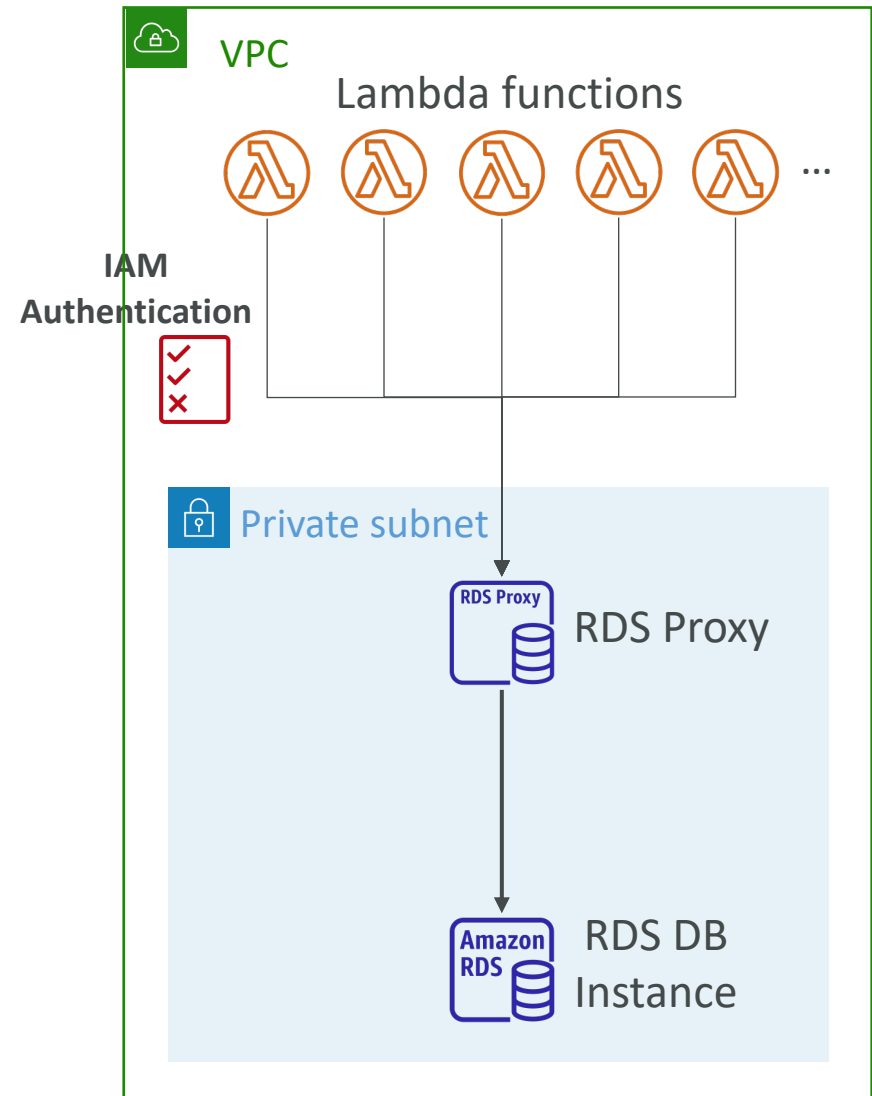 VPC
Lambda functions
...
IAM
Authentication
Private subnet
RDS Proxy
RDS Proxy
Amazon
RDS
RDS DB
Instance